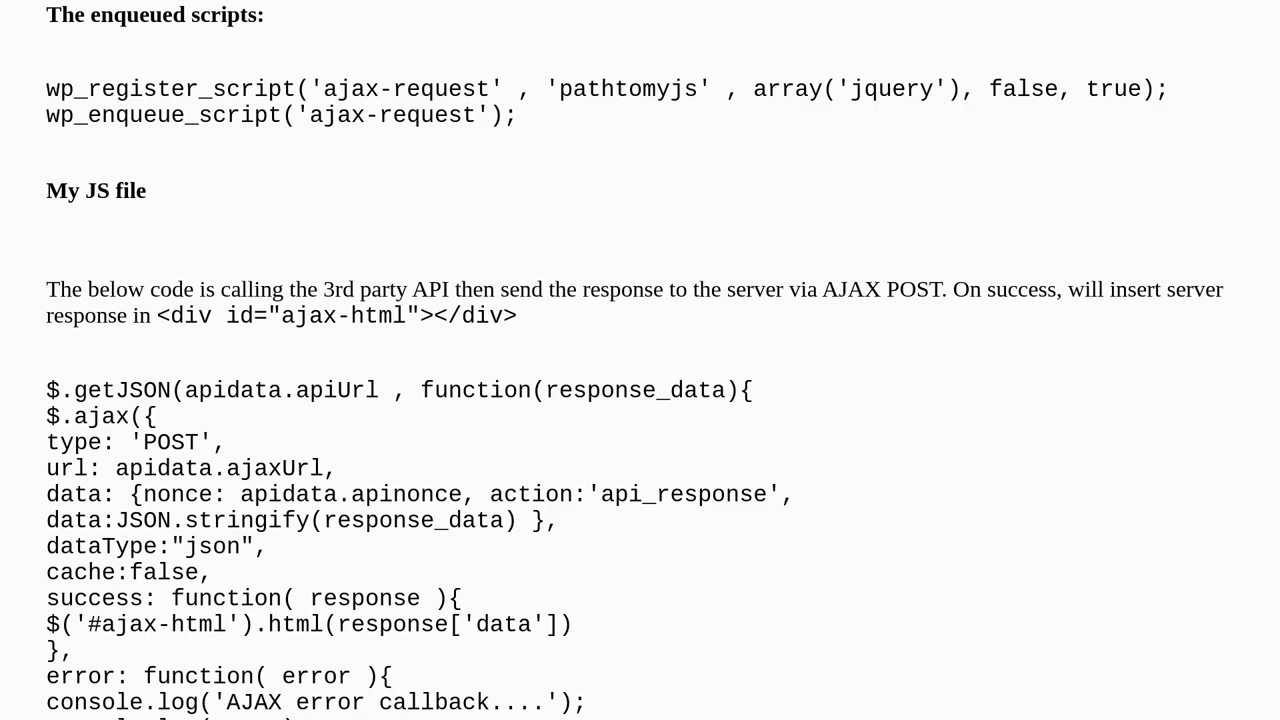 The enqueued scripts:
wp_register_script('ajax-request' , 'pathtomyjs' , array('jquery'), false, true);
wp_enqueue_script('ajax-request');
My JS file
The below code is calling the 3rd party API then send the response to the server via AJAX POST. On success, will insert server
response in <div id="ajax-html"></div>
$.getJSON(apidata.apiUrl , function(response_data){
$.ajax({
type: 'POST',
url: apidata.ajaxUrl,
data: {nonce: apidata.apinonce, action:'api_response',
data:JSON.stringify(response_data) },
dataType:"json",
cache:false,
success: function( response ){
$('#ajax-html').html(response['data'])
},
error: function( error ){
console.log('AJAX error callback....');